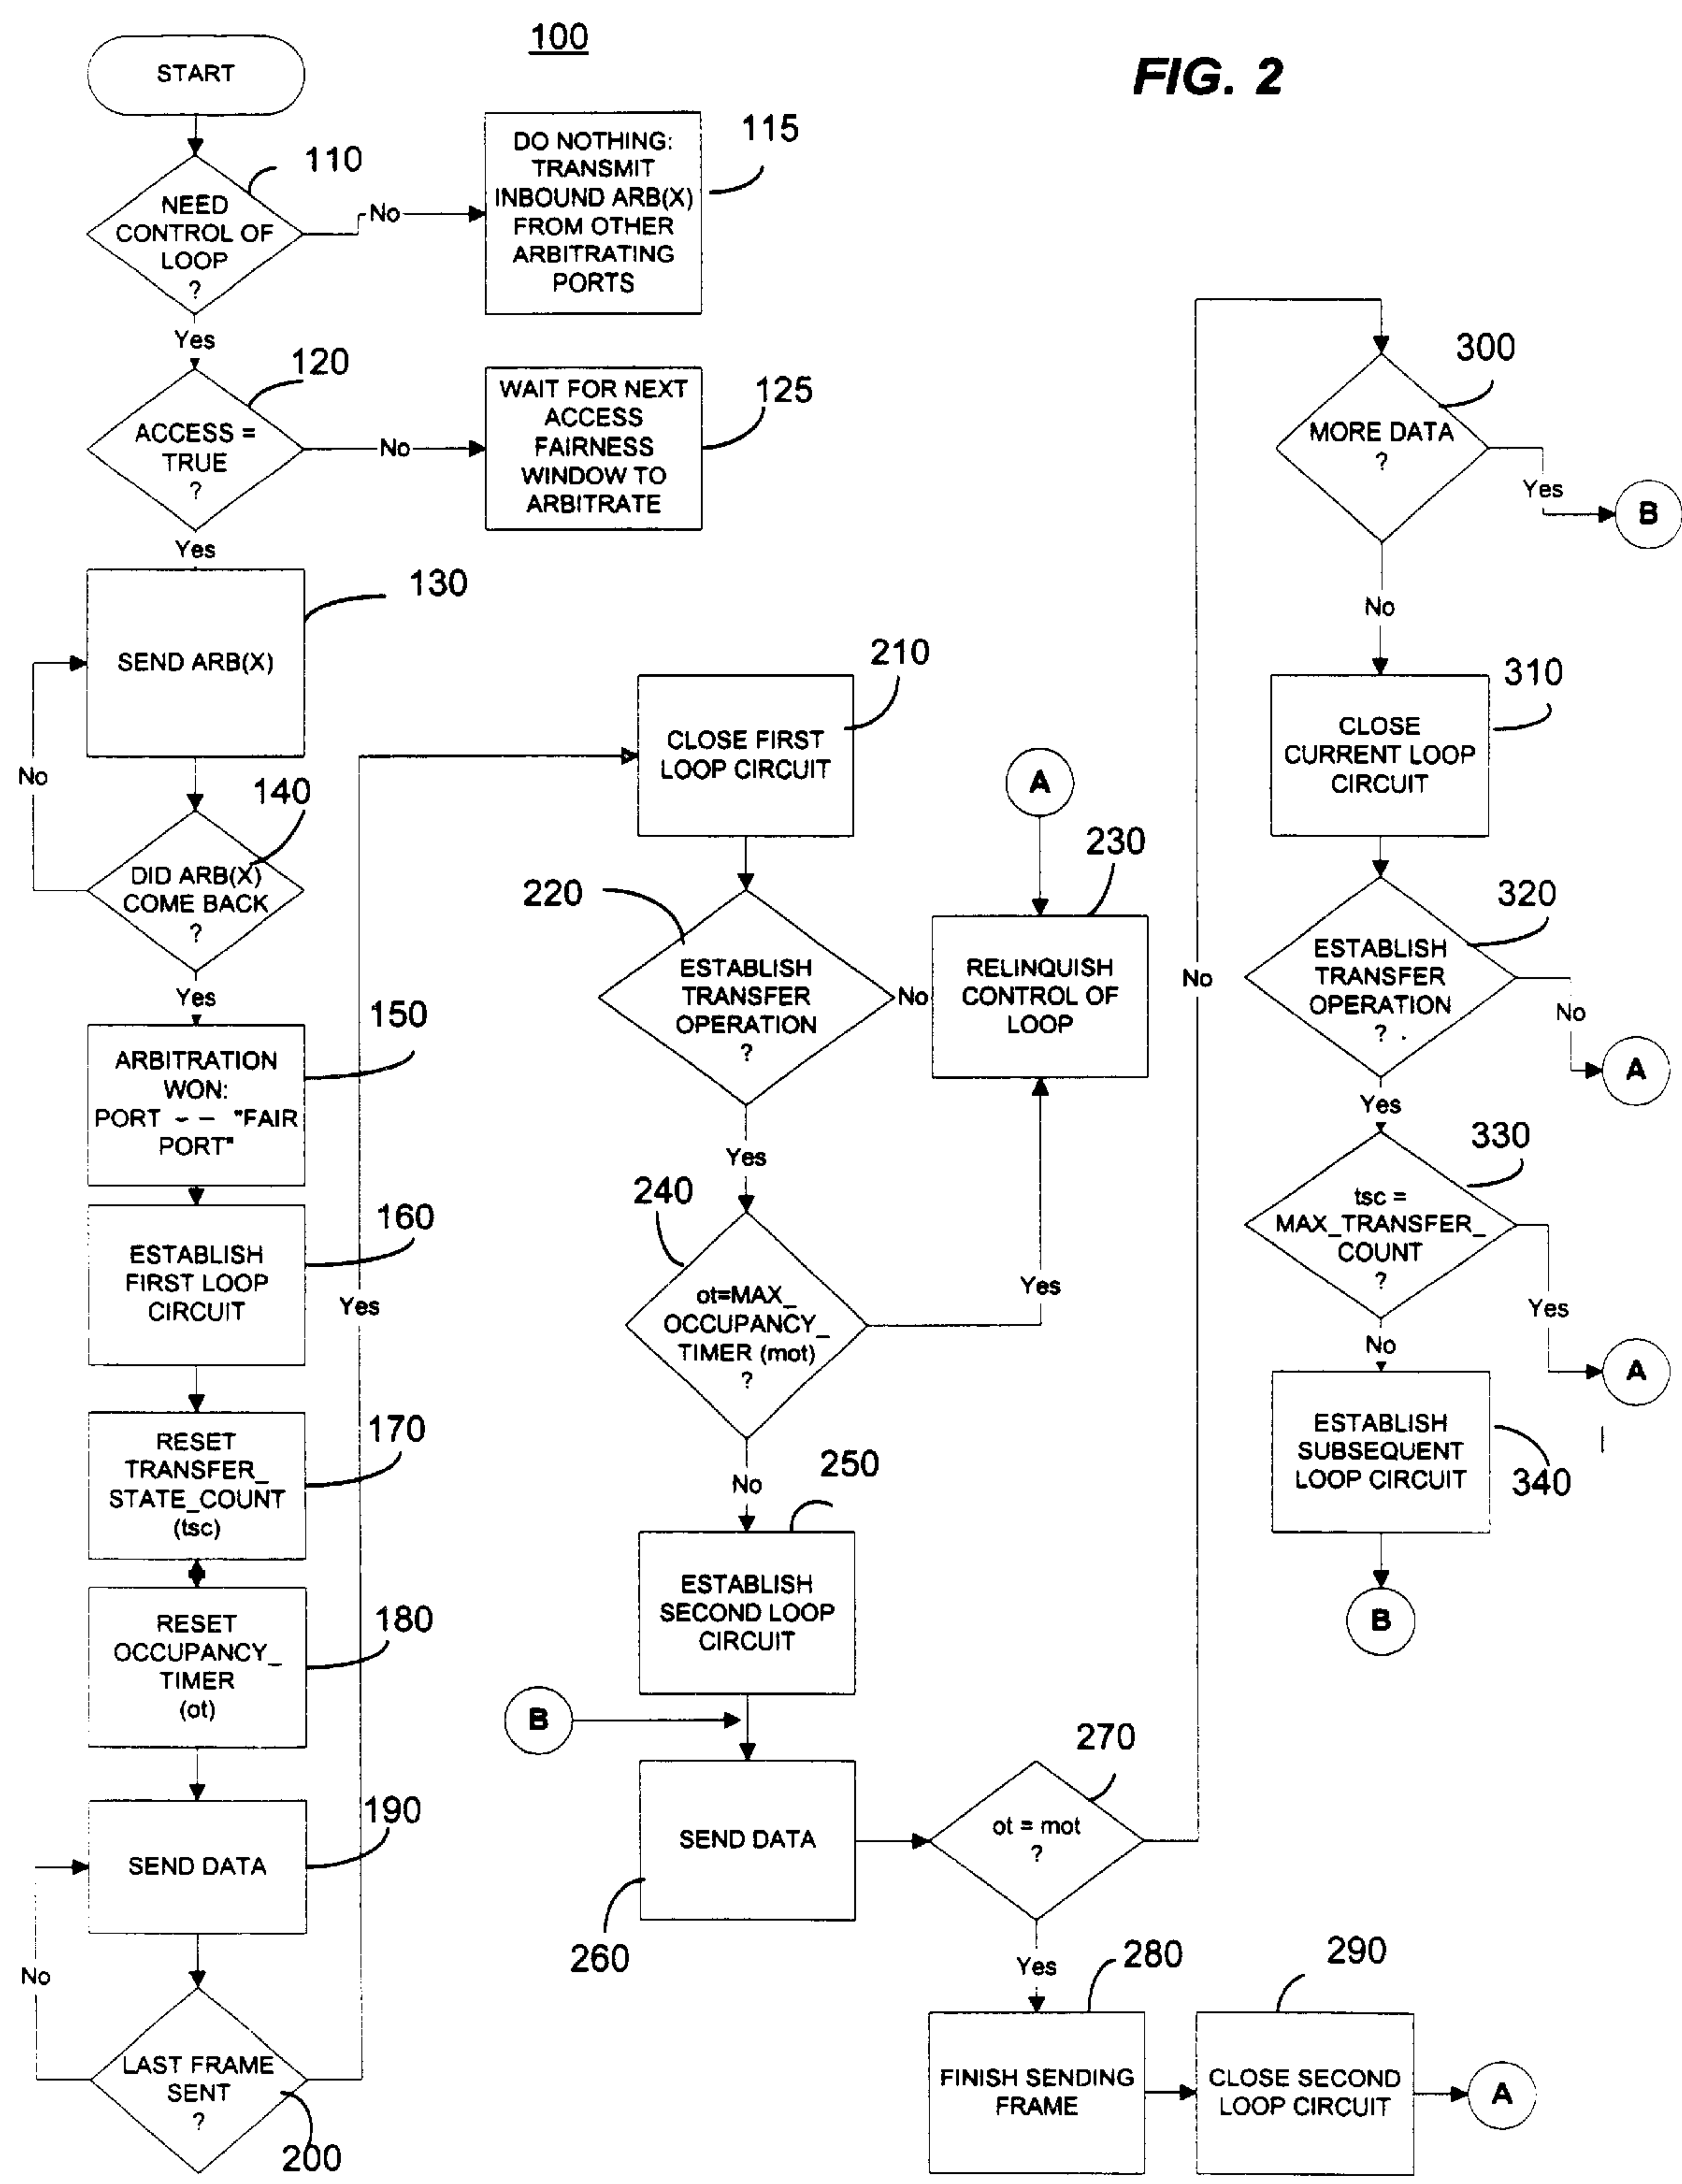 100
FIG. 2
START
110
NEED
CONTROL OF
LOOP
?
No
DO NOTHING:
TRANSMIT
INBOUND ARB(X)
FROM OTHER
ARBITRATING
PORTS
115
Yes
120
ACCESS =
TRUE
?
No
WAIT FOR NEXT
ACCESS
FAIRNESS
WINDOW TO
ARBITRATE
125
Yes
130
SEND ARB(X)
No
140
DID ARB(X)
COME BACK
?
Yes
150
ARBITRATION
WON:
PORT - - "FAIR
PORT"
160
ESTABLISH
FIRST LOOP
CIRCUIT
Yes
170
RESET
TRANSFER_
STATE_COUNT
(tsc)
180
RESET
OCCUPANCY_
TIMER
(ot)
190
SEND DATA
No
LAST FRAME
SENT
?
200
210
CLOSE FIRST
LOOP CIRCUIT
220
ESTABLISH
TRANSFER
OPERATION
?
No
A
230
RELINQUISH
CONTROL OF
LOOP
Yes
240
ot=MAX_
OCCUPANCY_
TIMER (mot)
?
Yes
No
250
ESTABLISH
SECOND LOOP
CIRCUIT
B
SEND DATA
260
270
ot = mot
?
No
Yes
280
FINISH SENDING
FRAME
290
CLOSE SECOND
LOOP CIRCUIT
A
300
MORE DATA
?
Yes
B
No
310
CLOSE
CURRENT LOOP
CIRCUIT
320
ESTABLISH
TRANSFER
OPERATION
?
No
A
Yes
330
tsc =
MAX_TRANSFER_
COUNT
?
Yes
A
No
ESTABLISH
SUBSEQUENT
LOOP CIRCUIT
340
B